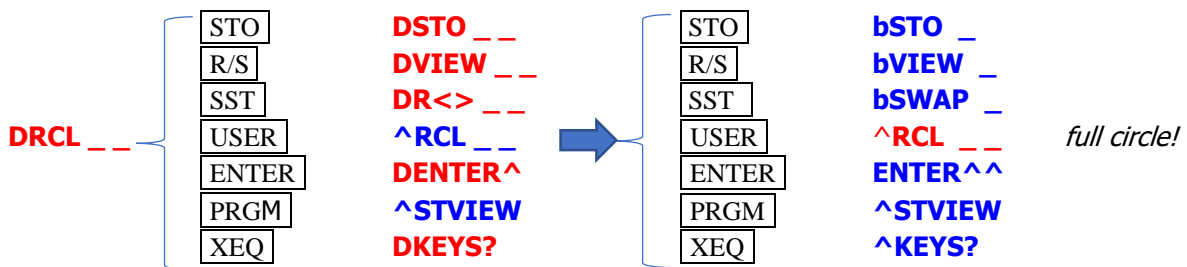 STO DSTO _ _ STO bSTO _
R/S DVIEW _ _ R/S bVIEW _
SST DR<> _ _ SST bSWAP _
DRCL _ _ USER ^RCL _ _ USER ^RCL _ _ full circle!
ENTER DENTER^ ENTER ENTER^^
PRGM ^STVIEW PRGM ^STVIEW
XEQ DKEYS? XEQ ^KEYS?